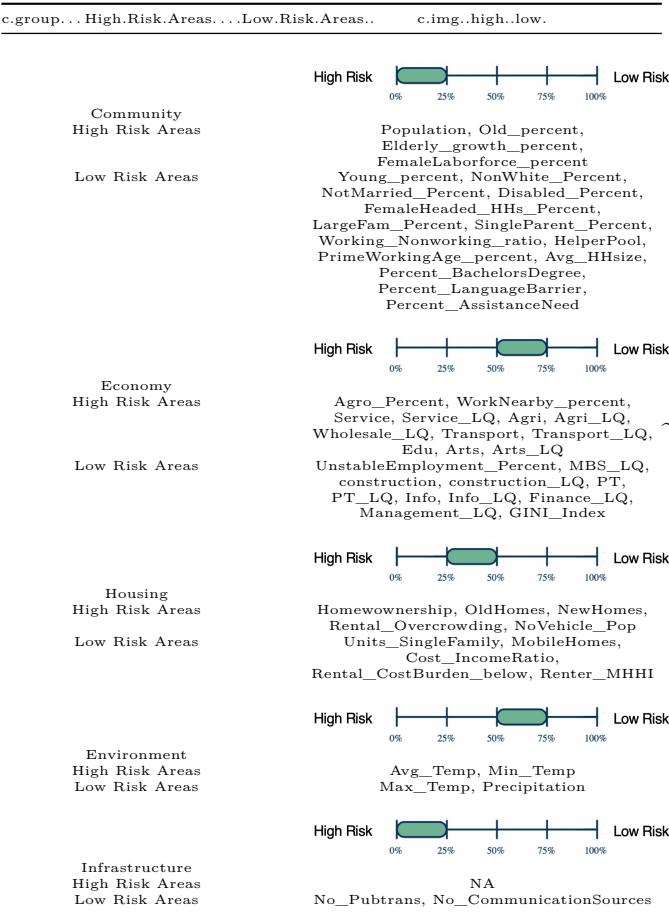 c.group...High.Risk.Areas....Low.Risk.Areas.. c.img..high..low.
High Risk Low Risk
0% 25% 50% 75% 100%
Community
High Risk Areas Population, Old_percent,
Elderly_growth_percent,
FemaleLaborforce_percent
Low Risk Areas Young_percent, NonWhite_Percent,
NotMarried_Percent, Disabled_Percent,
FemaleHeaded_HHs_Percent,
LargeFam_Percent, SingleParent_Percent,
Working_Nonworking_ratio, HelperPool,
PrimeWorkingAge_percent, Avg_HHsize,
Percent_BachelorsDegree,
Percent_LanguageBarrier,
Percent_AssistanceNeed
High Risk Low Risk
0% 25% 50% 75% 100%
Economy
High Risk Areas Agro_Percent, WorkNearby_percent,
Service, Service_LQ, Agri, Agri_LQ,
Wholesale_LQ, Transport, Transport_LQ,
Edu, Arts, Arts_LQ
Low Risk Areas UnstableEmployment_Percent, MBS_LQ,
construction, construction_LQ, PT,
PT_LQ, Info, Info_LQ, Finance_LQ,
Management_LQ, GINI_Index
High Risk Low Risk
0% 25% 50% 75% 100%
Housing
High Risk Areas Homewownership, OldHomes, NewHomes,
Rental_Overcrowding, NoVehicle_Pop
Low Risk Areas Units_SingleFamily, MobileHomes,
Cost_IncomeRatio,
Rental_CostBurden_below, Renter_MHHI
High Risk Low Risk
0% 25% 50% 75% 100%
Environment
High Risk Areas Avg_Temp, Min_Temp
Low Risk Areas Max_Temp, Precipitation
High Risk Low Risk
0% 25% 50% 75% 100%
Infrastructure
High Risk Areas NA
Low Risk Areas No_Pubtrans, No_CommunicationSources